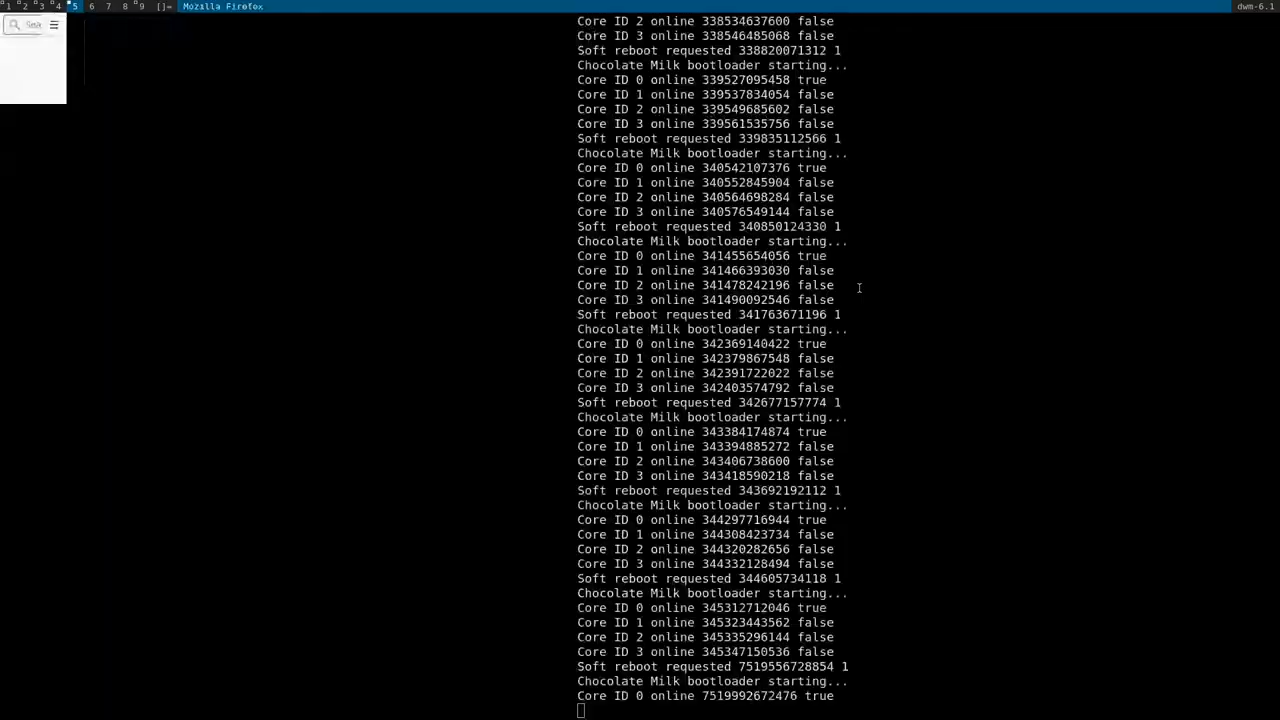 1 2 3 4 5 6 7 8 9 []= Mozilla Firefox dwm-6.1
Core ID 2 online 338534637600 false
Core ID 3 online 338546485068 false
Soft reboot requested 338820071312 1
Chocolate Milk bootloader starting...
Core ID 0 online 339527095458 true
Core ID 1 online 339537834054 false
Core ID 2 online 339549685602 false
Core ID 3 online 339561535756 false
Soft reboot requested 339835112566 1
Chocolate Milk bootloader starting...
Core ID 0 online 340542107376 true
Core ID 1 online 340552845904 false
Core ID 2 online 340564698284 false
Core ID 3 online 340576549144 false
Soft reboot requested 340850124330 1
Chocolate Milk bootloader starting...
Core ID 0 online 341455654056 true
Core ID 1 online 341466393030 false
Core ID 2 online 341478242196 false
Core ID 3 online 341490092546 false
Soft reboot requested 341763671196 1
Chocolate Milk bootloader starting...
Core ID 0 online 342369140422 true
Core ID 1 online 342379867548 false
Core ID 2 online 342391722022 false
Core ID 3 online 342403574792 false
Soft reboot requested 342677157774 1
Chocolate Milk bootloader starting...
Core ID 0 online 343384174874 true
Core ID 1 online 343394885272 false
Core ID 2 online 343406738600 false
Core ID 3 online 343418590218 false
Soft reboot requested 343692192112 1
Chocolate Milk bootloader starting...
Core ID 0 online 344297716944 true
Core ID 1 online 344308423734 false
Core ID 2 online 344320282656 false
Core ID 3 online 344332128494 false
Soft reboot requested 344605734118 1
Chocolate Milk bootloader starting...
Core ID 0 online 345312712046 true
Core ID 1 online 345323443562 false
Core ID 2 online 345335296144 false
Core ID 3 online 345347150536 false
Soft reboot requested 7519556728854 1
Chocolate Milk bootloader starting...
Core ID 0 online 7519992672476 true